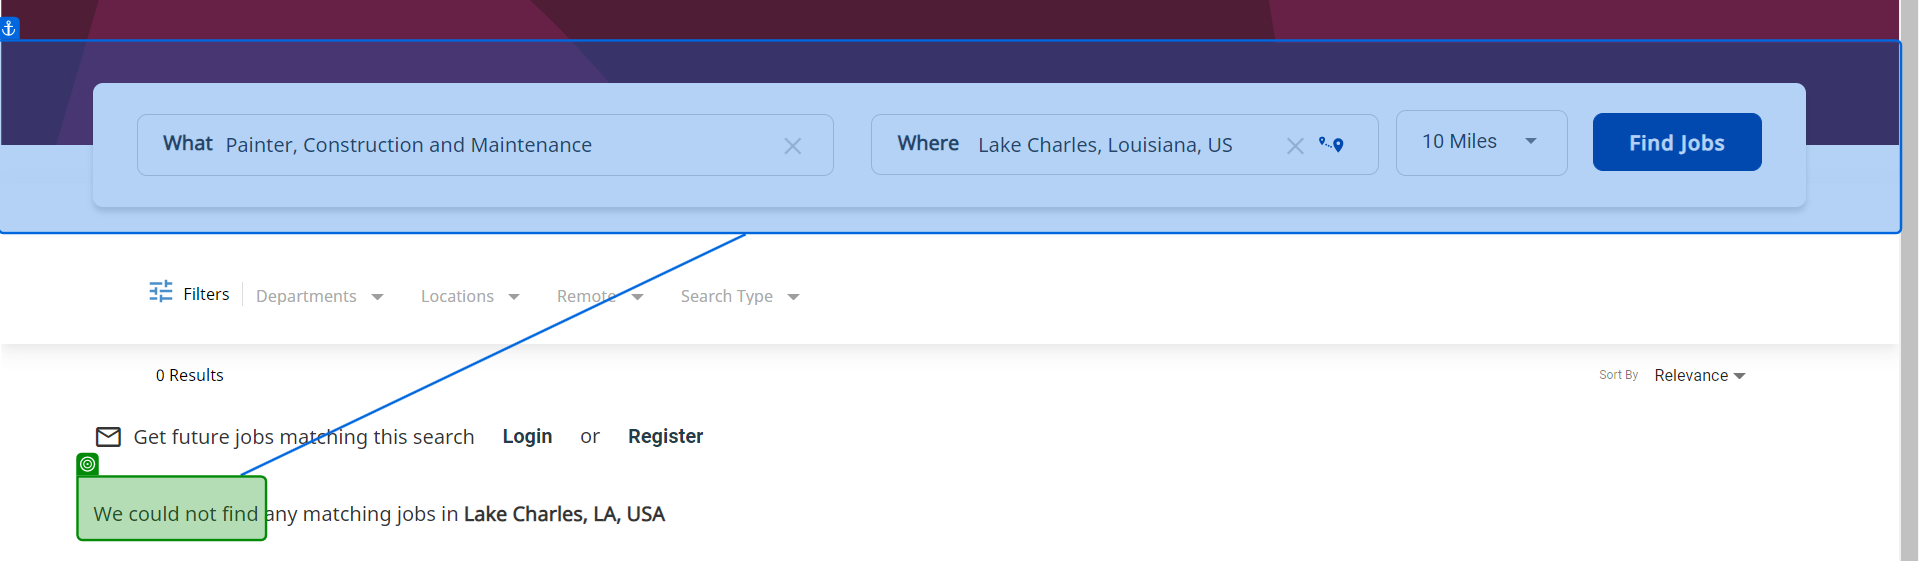 What Painter, Construction and Maintenance Where Lake Charles, Louisiana, US 10 Miles Find Jobs
Filters Departments Locations Remote Search Type
0 Results Sort By Relevance
Get future jobs matching this search Login or Register
We could not find any matching jobs in Lake Charles, LA, USA